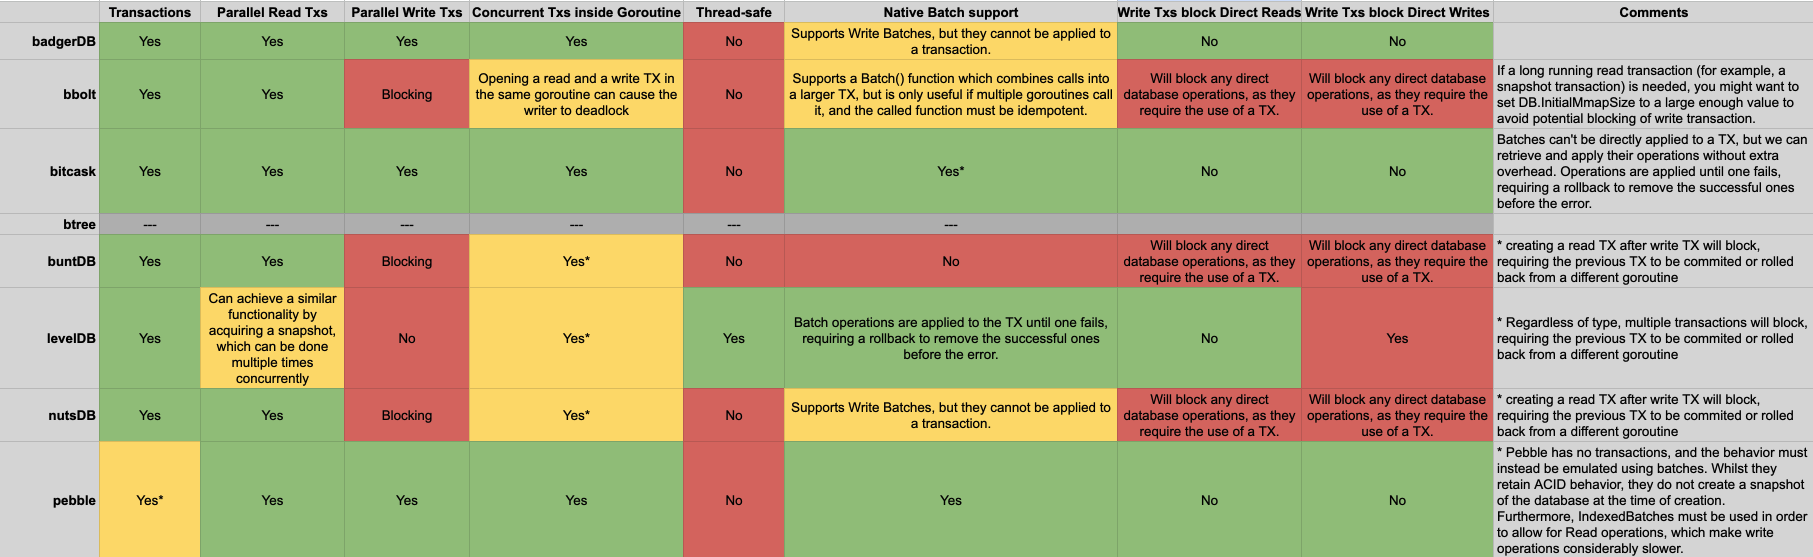 Transactions Parallel Read Txs Parallel Write Txs Concurrent Txs inside Goroutine Thread-safe Native Batch support Write Txs block Direct Reads Write Txs block Direct Writes Comments
badgerDB
Yes
Yes
Yes
Yes
No
Supports Write Batches, but they cannot be applied to
a transaction.
No
No
bbolt
Yes
Yes
Blocking
Opening a read and a write TX in
the same goroutine can cause the
writer to deadlock
No
Supports a Batch() function which combines calls into
a larger TX, but is only useful if multiple goroutines call
it, and the called function must be idempotent.
Will block any direct
database operations, as they
require the use of a TX.
Will block any direct database
operations, as they require the
use of a TX.
If a long running read transaction (for example, a
snapshot transaction) is needed, you might want to
set DB.InitialMmapSize to a large enough value to
avoid potential blocking of write transaction.
bitcask
Yes
Yes
Yes
Yes
No
Yes*
No
No
Batches can't be directly applied to a TX, but we can
retrieve and apply their operations without extra
overhead. Operations are applied until one fails,
requiring a rollback to remove the successful ones
before the error.
btree
---
---
---
---
---
---
buntDB
Yes
Yes
Blocking
Yes*
No
No
Will block any direct
database operations, as they
require the use of a TX.
Will block any direct database
operations, as they require the
use of a TX.
* creating a read TX after write TX will block,
requiring the previous TX to be commited or rolled
back from a different goroutine
levelDB
Yes
Can achieve a similar
functionality by
acquiring a snapshot,
which can be done
multiple times
concurrently
No
Yes*
Yes
Batch operations are applied to the TX until one fails,
requiring a rollback to remove the successful ones
before the error.
No
Yes
* Regardless of type, multiple transactions will block,
requiring the previous TX to be commited or rolled
back from a different goroutine
nutsDB
Yes
Yes
Blocking
Yes*
No
Supports Write Batches, but they cannot be applied to
a transaction.
Will block any direct
database operations, as they
require the use of a TX.
Will block any direct database
operations, as they require the
use of a TX.
* creating a read TX after write TX will block,
requiring the previous TX to be commited or rolled
back from a different goroutine
pebble
Yes*
Yes
Yes
Yes
No
Yes
No
No
* Pebble has no transactions, and the behavior must
instead be emulated using batches. Whilst they
retain ACID behavior, they do not create a snapshot
of the database at the time of creation.
Furthermore, IndexedBatches must be used in order
to allow for Read operations, which make write
operations considerably slower.